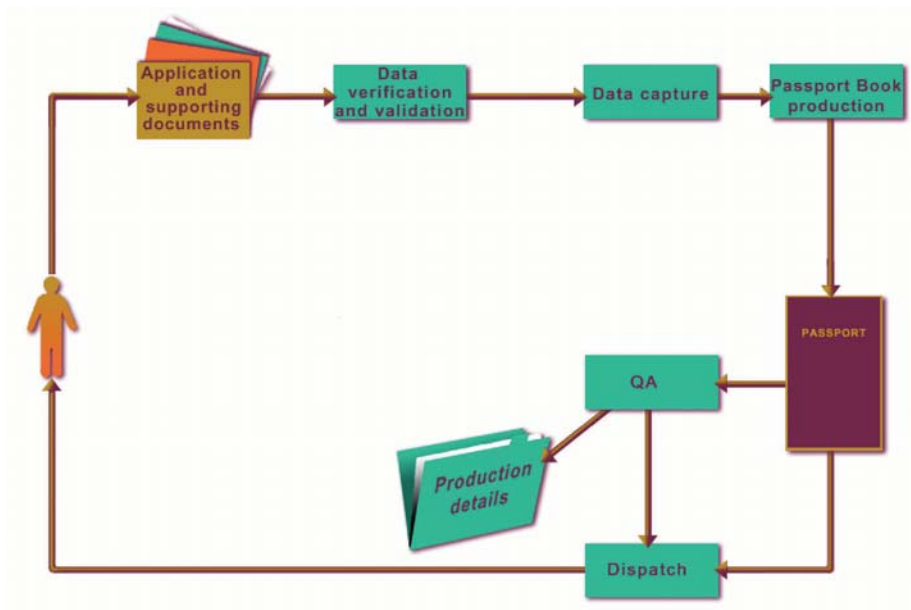 Application
and
supporting
documents
Data
verification
and validation
Data capture
Passport Book
production
PASSPORT
QA
Production
details
Dispatch